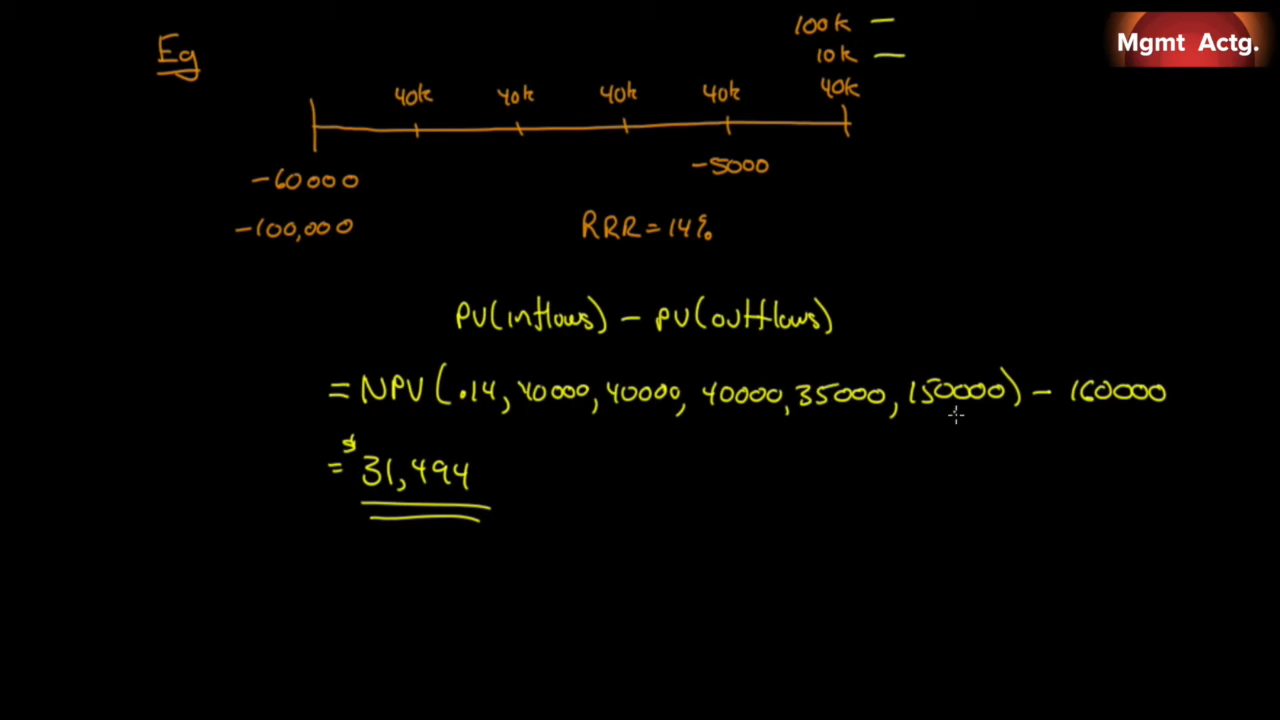 Mgmt Actg.
Eg
100k –
10k –
40k 40k 40k 40k 40k
-60000
-5000
-100,000
RRR = 14%
PV(inflows) - PV(outflows)
= NPV(.14, 40000, 40000, 40000, 35000, 150000) - 160000
= $31,494